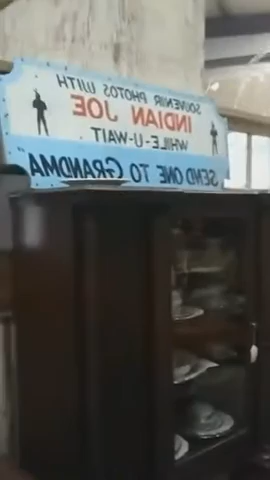 SOUVENIR PHOTOS WITH
INDIAN JOE
WHILE-U-WAIT
SEND ONE TO GRANDMA